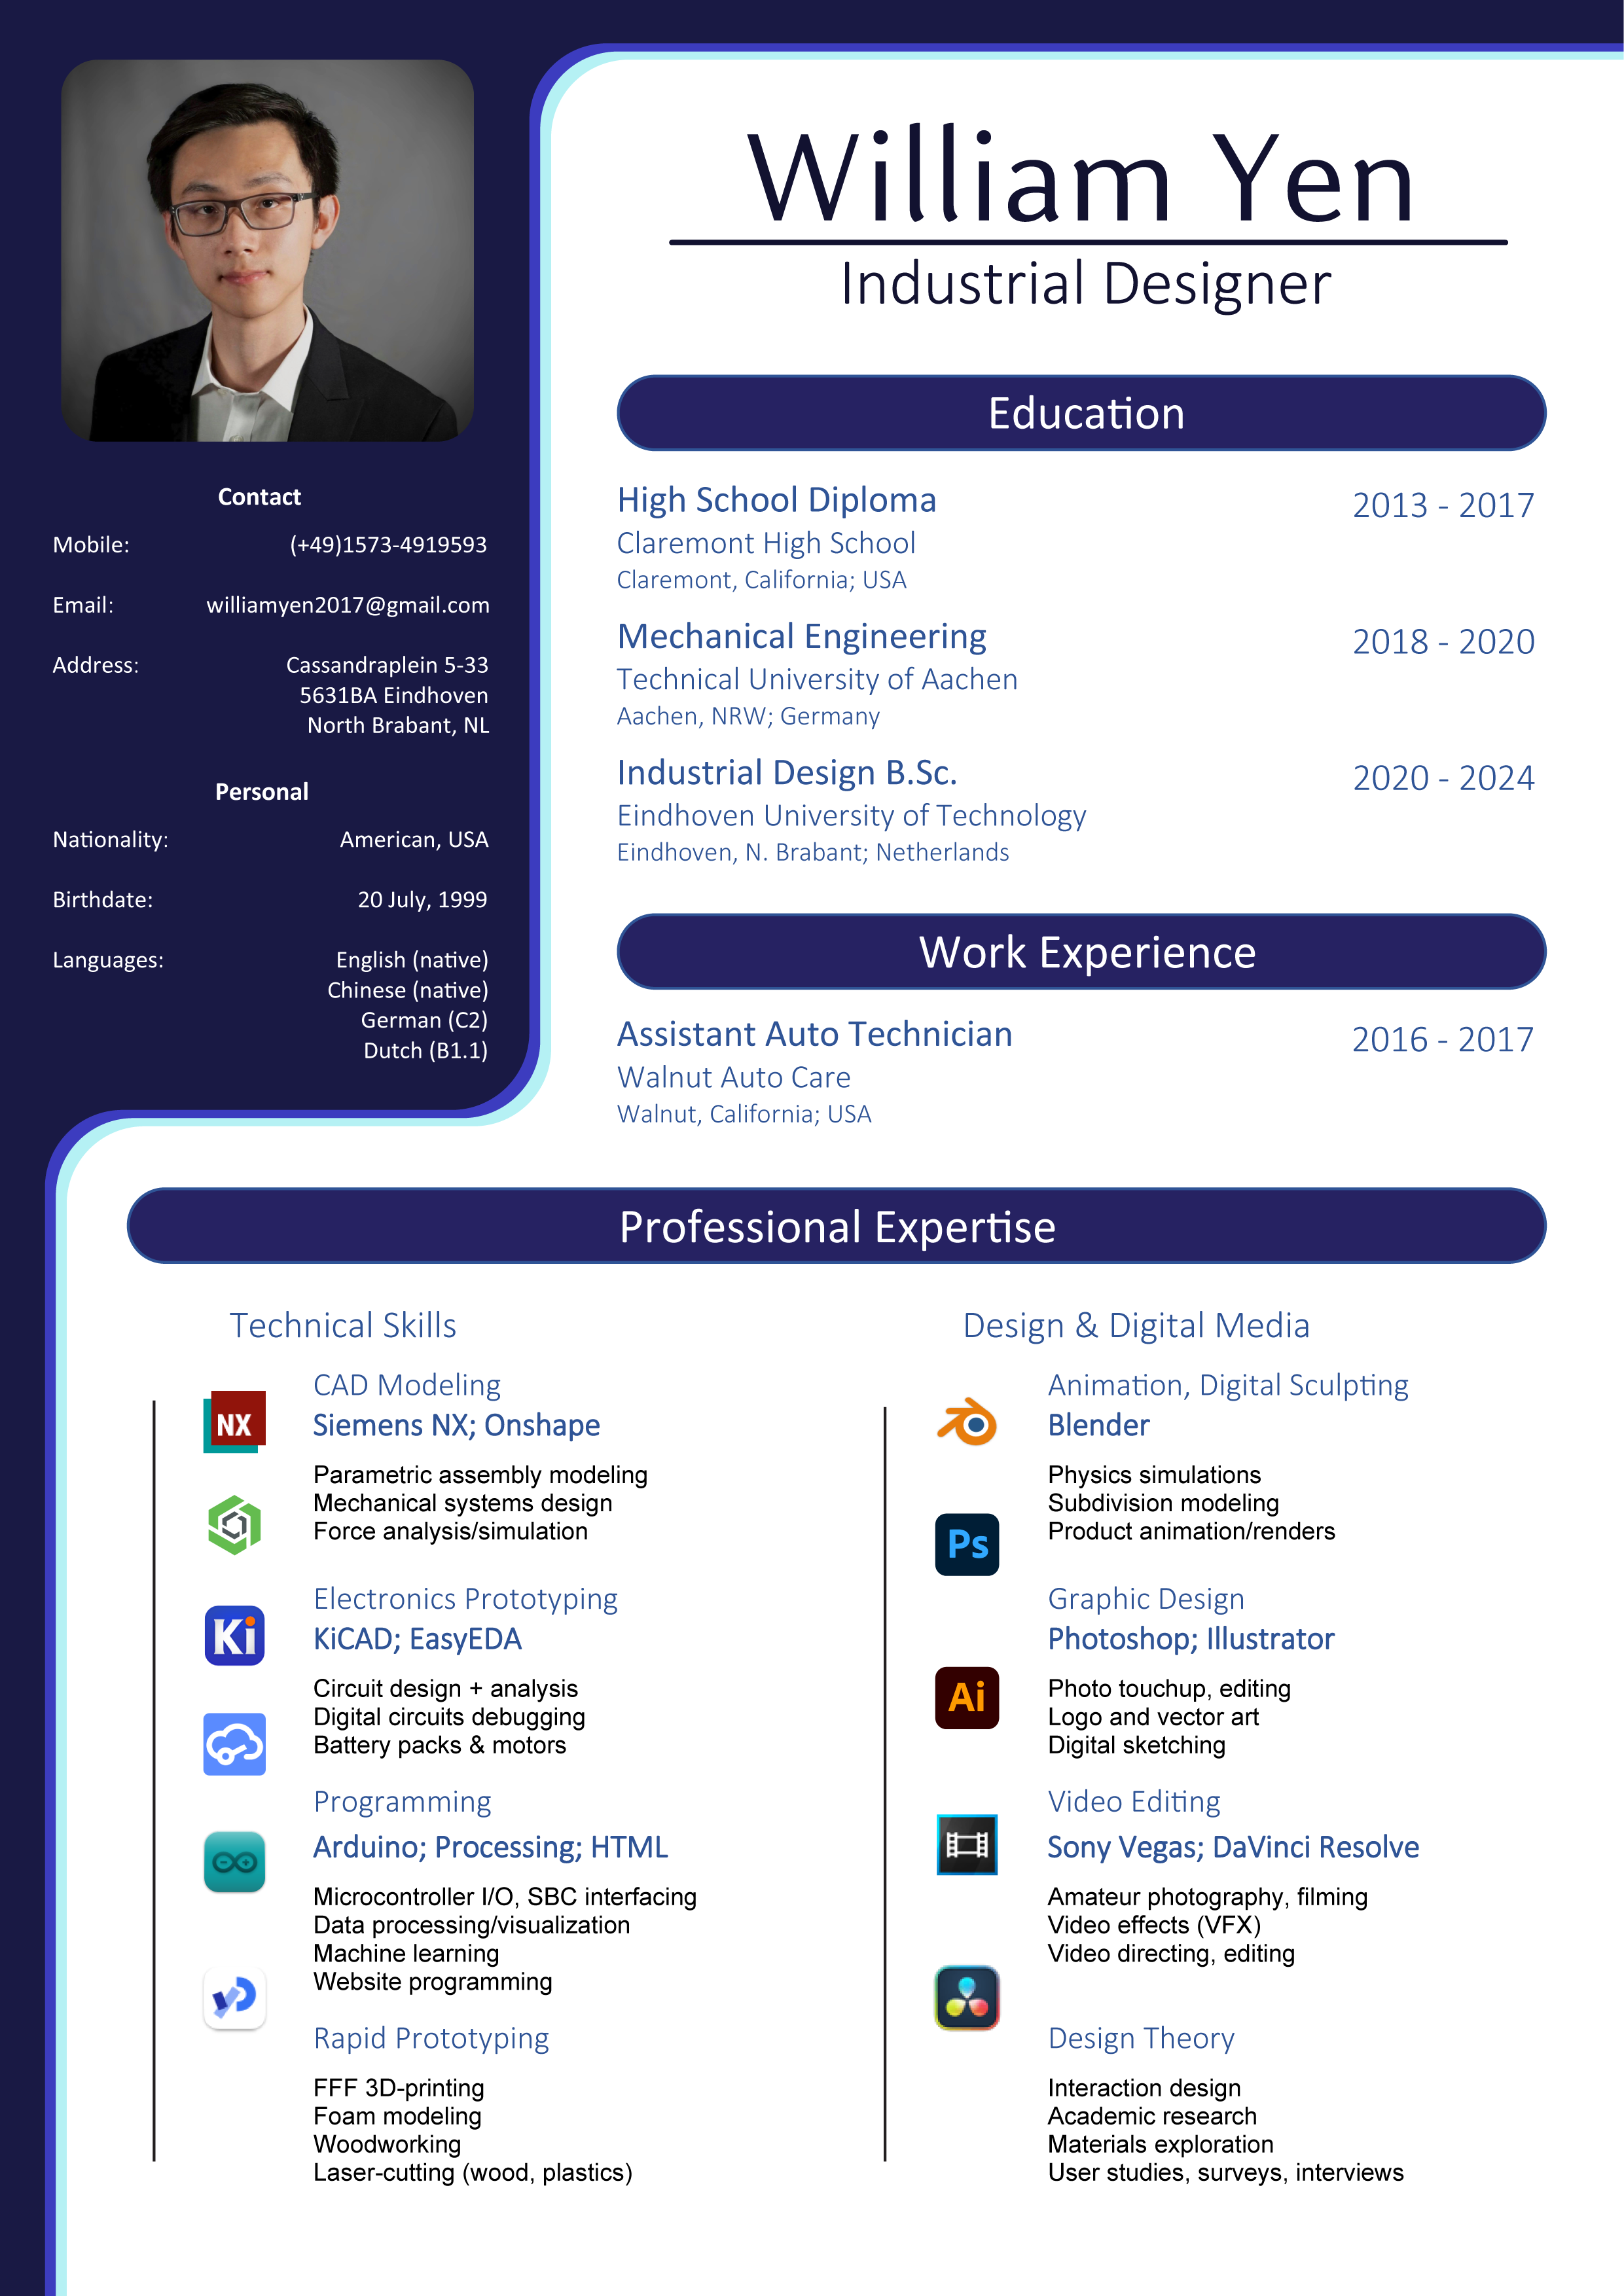 William Yen
Industrial Designer
Contact
Mobile: (+49)1573-4919593
Email: williamyen2017@gmail.com
Address: Cassandraplein 5-33
5631BA Eindhoven
North Brabant, NL
Personal
Nationality: American, USA
Birthdate: 20 July, 1999
Languages: English (native)
Chinese (native)
German (C2)
Dutch (B1.1)
Education
High School Diploma 2013 - 2017
Claremont High School
Claremont, California; USA
Mechanical Engineering 2018 - 2020
Technical University of Aachen
Aachen, NRW; Germany
Industrial Design B.Sc. 2020 - 2024
Eindhoven University of Technology
Eindhoven, N. Brabant; Netherlands
Work Experience
Assistant Auto Technician 2016 - 2017
Walnut Auto Care
Walnut, California; USA
Professional Expertise
Technical Skills
CAD Modeling
NX
Siemens NX; Onshape
Parametric assembly modeling
Mechanical systems design
Force analysis/simulation
Electronics Prototyping
Ki
KiCAD; EasyEDA
Circuit design + analysis
Digital circuits debugging
Battery packs & motors
Programming
Arduino; Processing; HTML
Microcontroller I/O, SBC interfacing
Data processing/visualization
Machine learning
Website programming
Rapid Prototyping
FFF 3D-printing
Foam modeling
Woodworking
Laser-cutting (wood, plastics)
Design & Digital Media
Animation, Digital Sculpting
Blender
Physics simulations
Subdivision modeling
Product animation/renders
Ps
Graphic Design
Photoshop; Illustrator
Ai
Photo touchup, editing
Logo and vector art
Digital sketching
Video Editing
Sony Vegas; DaVinci Resolve
Amateur photography, filming
Video effects (VFX)
Video directing, editing
Design Theory
Interaction design
Academic research
Materials exploration
User studies, surveys, interviews